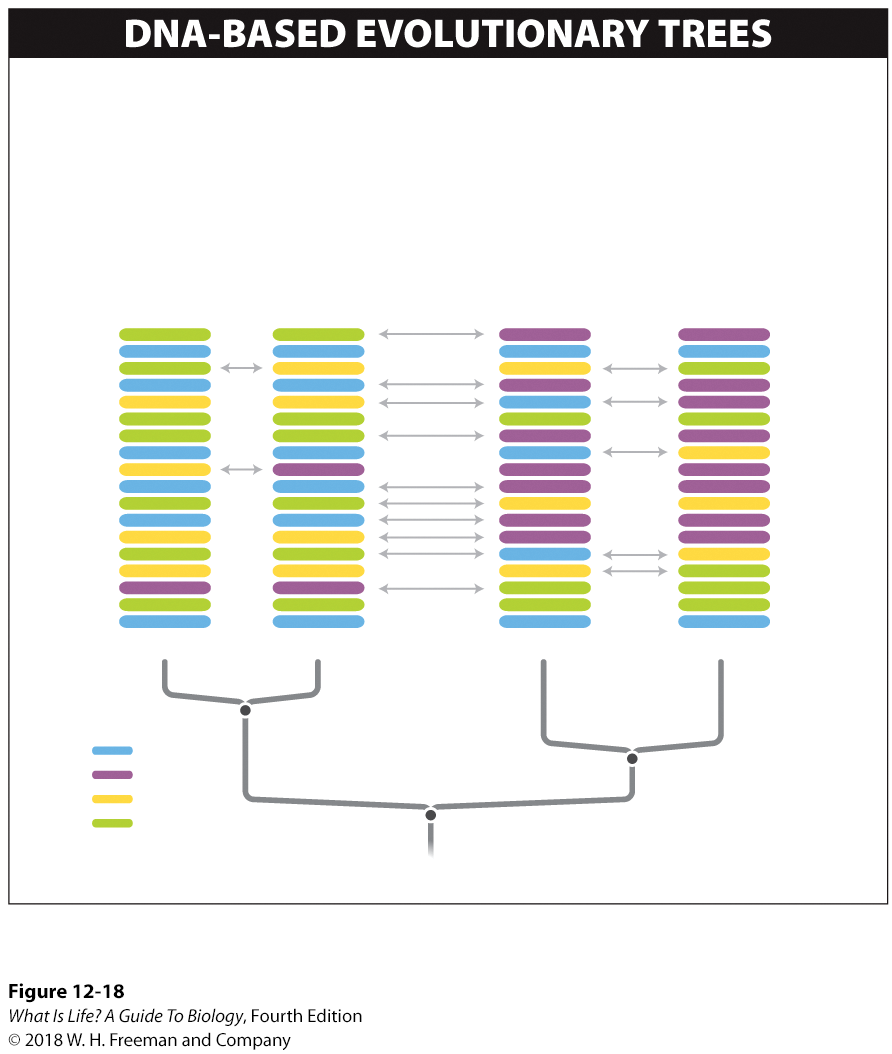 DNA-BASED EVOLUTIONARY TREES
Figure 12-18
What Is Life? A Guide To Biology, Fourth Edition
© 2018 W. H. Freeman and Company